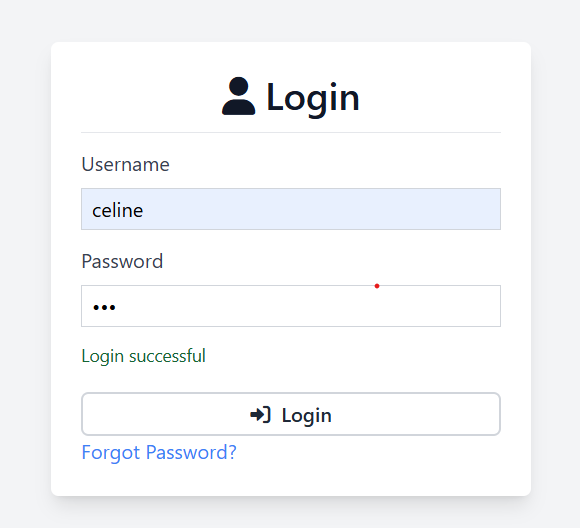 Login
Username
celine
Password
•••
Login successful
Login
Forgot Password?